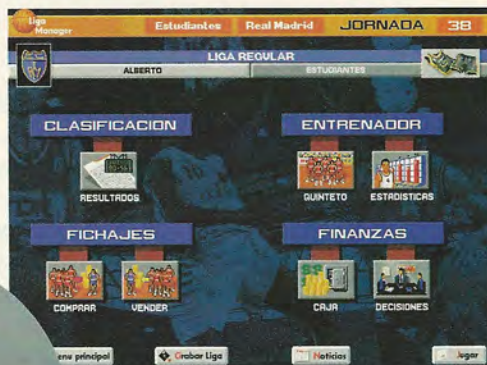 Liga Manager Estudiantes Real Madrid JORNADA 38
LIGA REGULAR
ALBERTO ESTUDIANTES
CLASIFICACION ENTRENADOR
RESULTADOS QUINTETO ESTADISTICAS
FICHAJES FINANZAS
COMPRAR VENDER CAJA DECISIONES
enu principal Grabar Liga Noticias Jugar